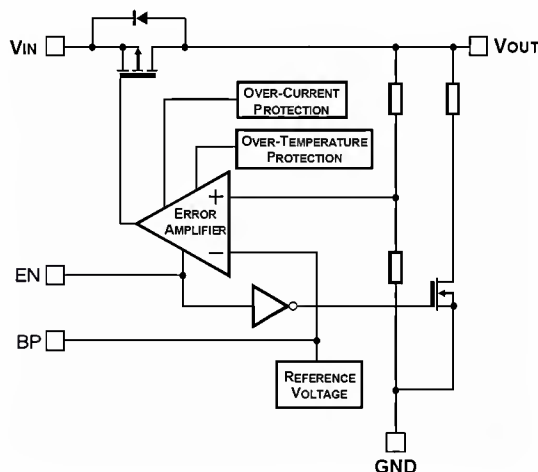 VIN
VOUT
OVER-CURRENT
PROTECTION
OVER-TEMPERATURE
PROTECTION
+
ERROR
AMPLIFIER
−
EN
BP
REFERENCE
VOLTAGE
GND